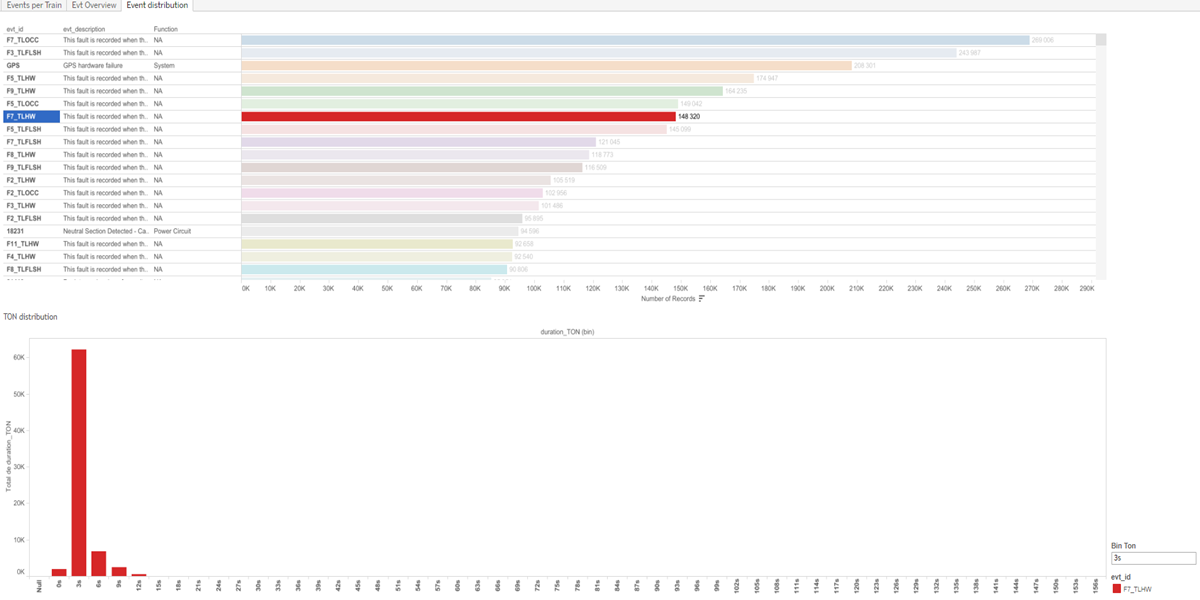 Events per Train Evt Overview Event distribution
evt_id evt_description Function
F7_TLOCC This fault is recorded when th.. NA 269 006
F3_TLFLSH This fault is recorded when th.. NA 243 987
GPS GPS hardware failure System 208 301
F5_TLHW This fault is recorded when th.. NA 174 947
F9_TLHW This fault is recorded when th.. NA 164 235
F5_TLOCC This fault is recorded when th.. NA 149 042
F7_TLHW This fault is recorded when th.. NA 148 320
F5_TLFLSH This fault is recorded when th.. NA
F7_TLFLSH This fault is recorded when th.. NA 121 045
F8_TLHW This fault is recorded when th.. NA 118 773
F9_TLFLSH This fault is recorded when th.. NA 116 509
F2_TLHW This fault is recorded when th.. NA 105 519
F2_TLOCC This fault is recorded when th.. NA 102 956
F3_TLHW This fault is recorded when th.. NA 101 488
F2_TLFLSH This fault is recorded when th.. NA 95 895
18231 Neutral Section Detected - Ca.. Power Circuit 94 596
F11_TLHW This fault is recorded when th.. NA 92 658
F4_TLHW This fault is recorded when th.. NA 92 540
F8_TLFLSH This fault is recorded when th.. NA 90 806
0K 10K 20K 30K 40K 50K 60K 70K 80K 90K 100K 110K 120K 130K 140K 150K 160K 170K 180K 190K 200K 210K 220K 230K 240K 250K 260K 270K 280K 290K
Number of Records
TON distribution
duration_TON (bin)
60K
50K
40K
30K
20K
10K
0K
Total de duration_TON
Null 0s 3s 6s 9s 12s 15s 18s 21s 24s 27s 30s 33s 36s 39s 42s 45s 48s 51s 54s 57s 60s 63s 66s 69s 72s 75s 78s 81s 84s 87s 90s 93s 96s 99s 102s 105s 108s 111s 114s 117s 120s 123s 126s 129s 132s 135s 138s 141s 144s 147s 150s 153s 156s
Bin Ton
3s
evt_id
F7_TLHW